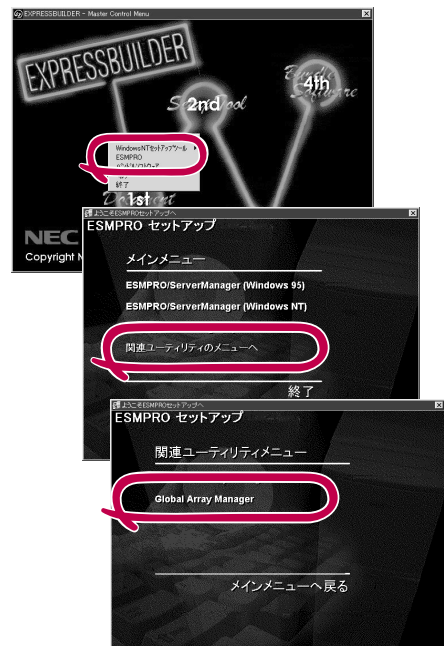 EXPRESSBUILDER - Master Control Menu
EXPRESSBUILDER
2nd
4th
Bundle
Software
WindowsNTセットアップツール
ESMPRO
終了
1st
NEC
Copyright N
ようこそESMPROセットアップへ
ESMPRO セットアップ
メインメニュー
ESMPRO/ServerManager (Windows 95)
ESMPRO/ServerManager (Windows NT)
関連ユーティリティのメニューへ
終了
ようこそESMPROセットアップへ
ESMPRO セットアップ
関連ユーティリティメニュー
Global Array Manager
メインメニューへ戻る